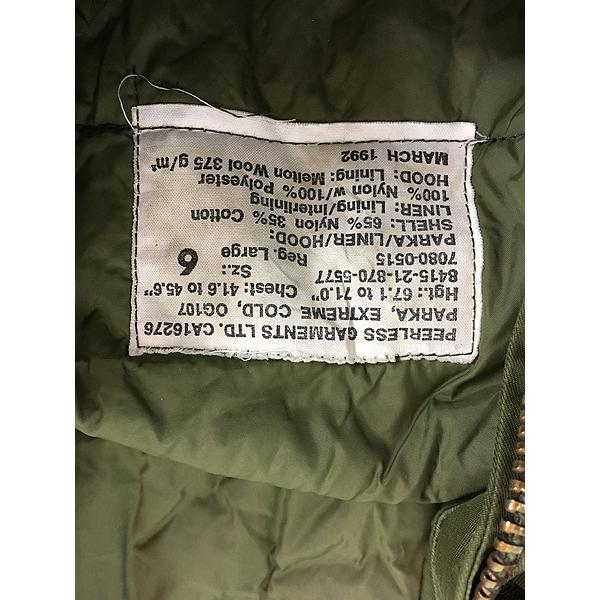 PEERLESS GARMENTS LTD. CA16276
PARKA, EXTREME COLD, OG107
Hgt.: 67.1 to 71.0" Chest: 41.6 to 45.6"
8415-21-870-5577 Sz.: 6
7080-0515 Reg. Large
PARKA/LINER/HOOD:
SHELL: 65% Nylon 35% Cotton
LINER: Lining/Interlining
100% Nylon w/100% Polyester
HOOD: Lining: Melton Wool 375 g/m²
MARCH 1992